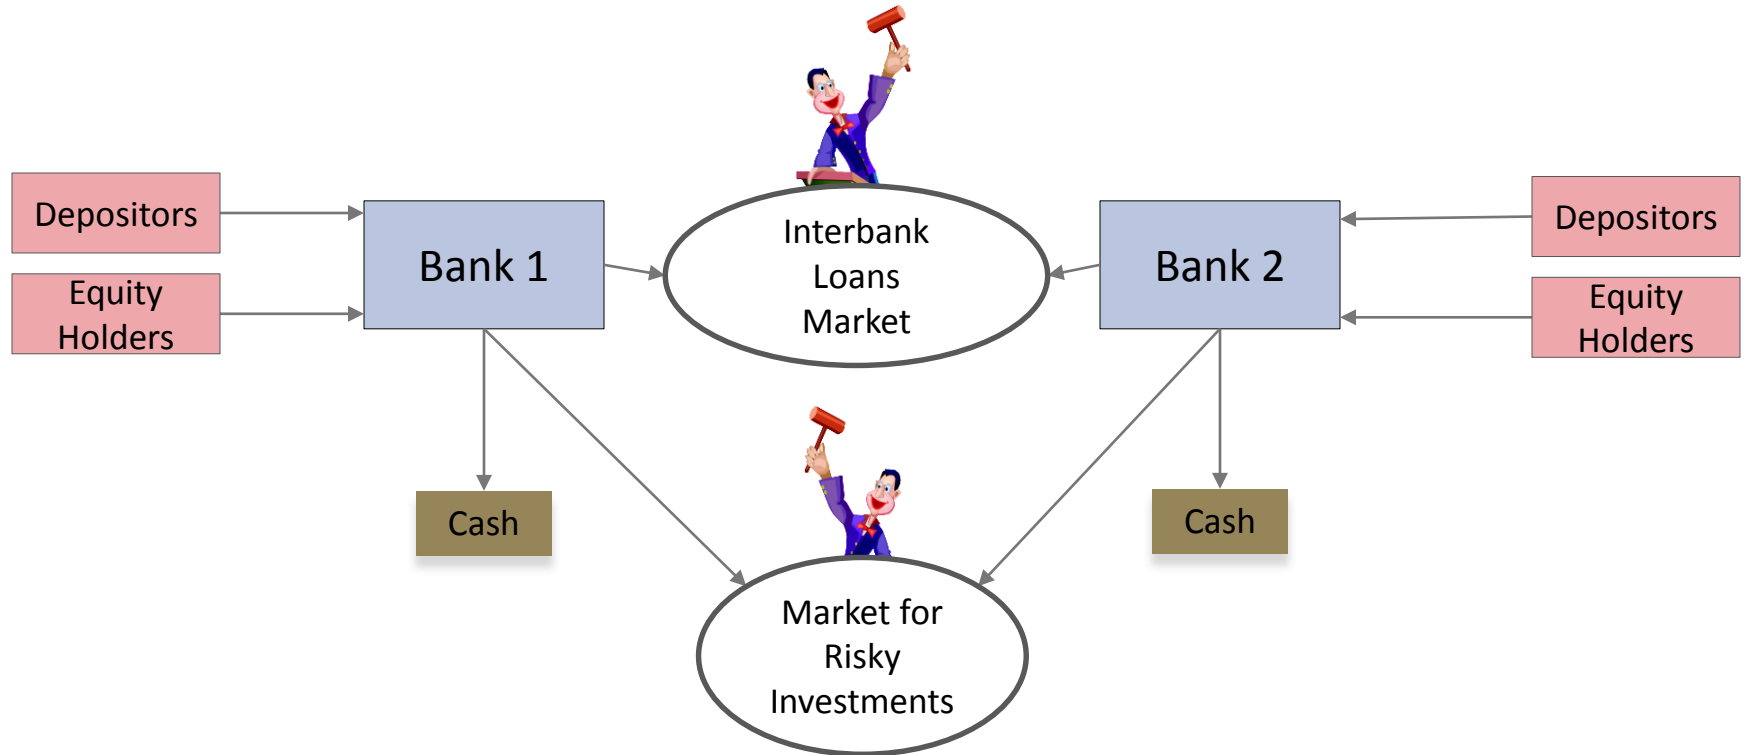 Depositors
Equity
Holders
Bank 1
Interbank
Loans
Market
Bank 2
Depositors
Equity
Holders
Cash
Cash
Market for
Risky
Investments